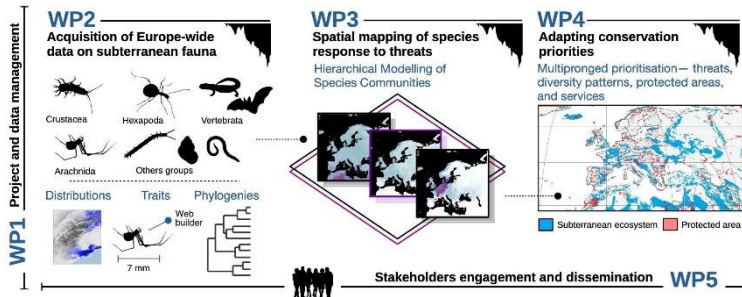 WP1
Project and data management
WP2
Acquisition of Europe-wide
data on subterranean fauna
Crustacea
Hexapoda
Vertebrata
Arachnida
Others groups
Distributions
Traits
Phylogenies
Web
builder
7 mm
WP3
Spatial mapping of species
response to threats
Hierarchical Modelling of
Species Communities
WP4
Adapting conservation
priorities
Multipronged prioritisation— threats,
diversity patterns, protected areas,
and services
Subterranean ecosystem
Protected area
Stakeholders engagement and dissemination WP5